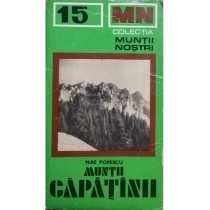 15
MN
COLECȚIA
MUNȚII
NOȘTRI
NAE POPESCU
MUNȚII
CĂPĂȚÎNII